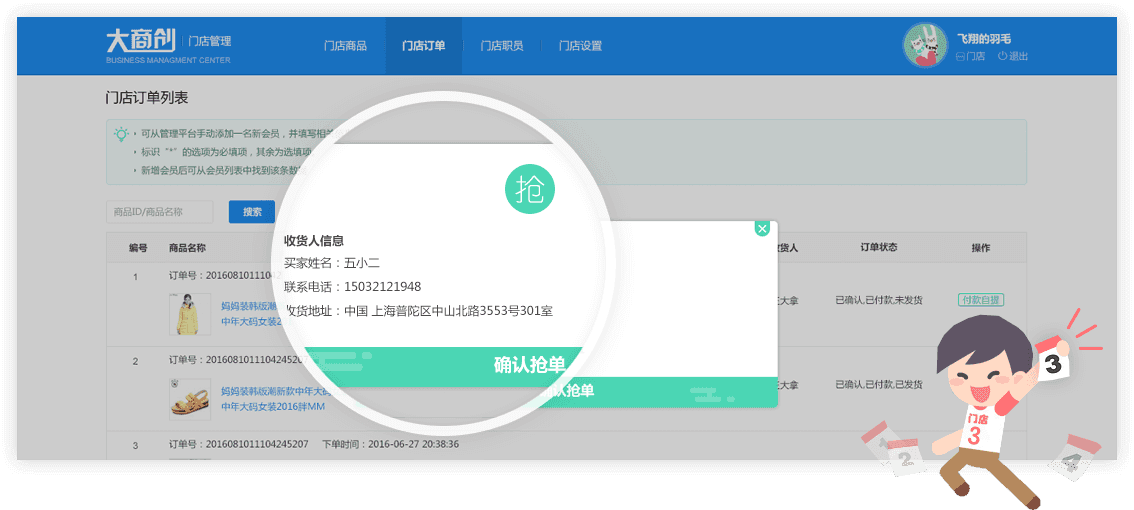 大商创 门店管理
BUSINESS MANAGMENT CENTER
门店商品 门店订单 门店职员 门店设置
飞翔的羽毛
门店 退出
门店订单列表
可从管理平台手动添加一名新会员，并填写相关
标识 "*" 的选项为必填项，其余为选填项
新增会员后可从会员列表中找到该条数
商品ID/商品名称 搜索
抢
收货人信息
买家姓名：五小二
联系电话：15032121948
收货地址：中国 上海普陀区中山北路3553号301室
确认抢单
认抢单
编号 商品名称 货人 订单状态 操作
1 订单号：20160810111042
妈妈装韩版潮
中年大码女装2
王大拿 已确认,已付款,未发货 付款自提
2 订单号：2016081011104245207
妈妈装韩版潮新款中年大
中年大码女装2016拌MM
王大拿 已确认,已付款,已发货
3 订单号：2016081011104245207 下单时间：2016-06-27 20:38:36
3
门店
3
1
2
4